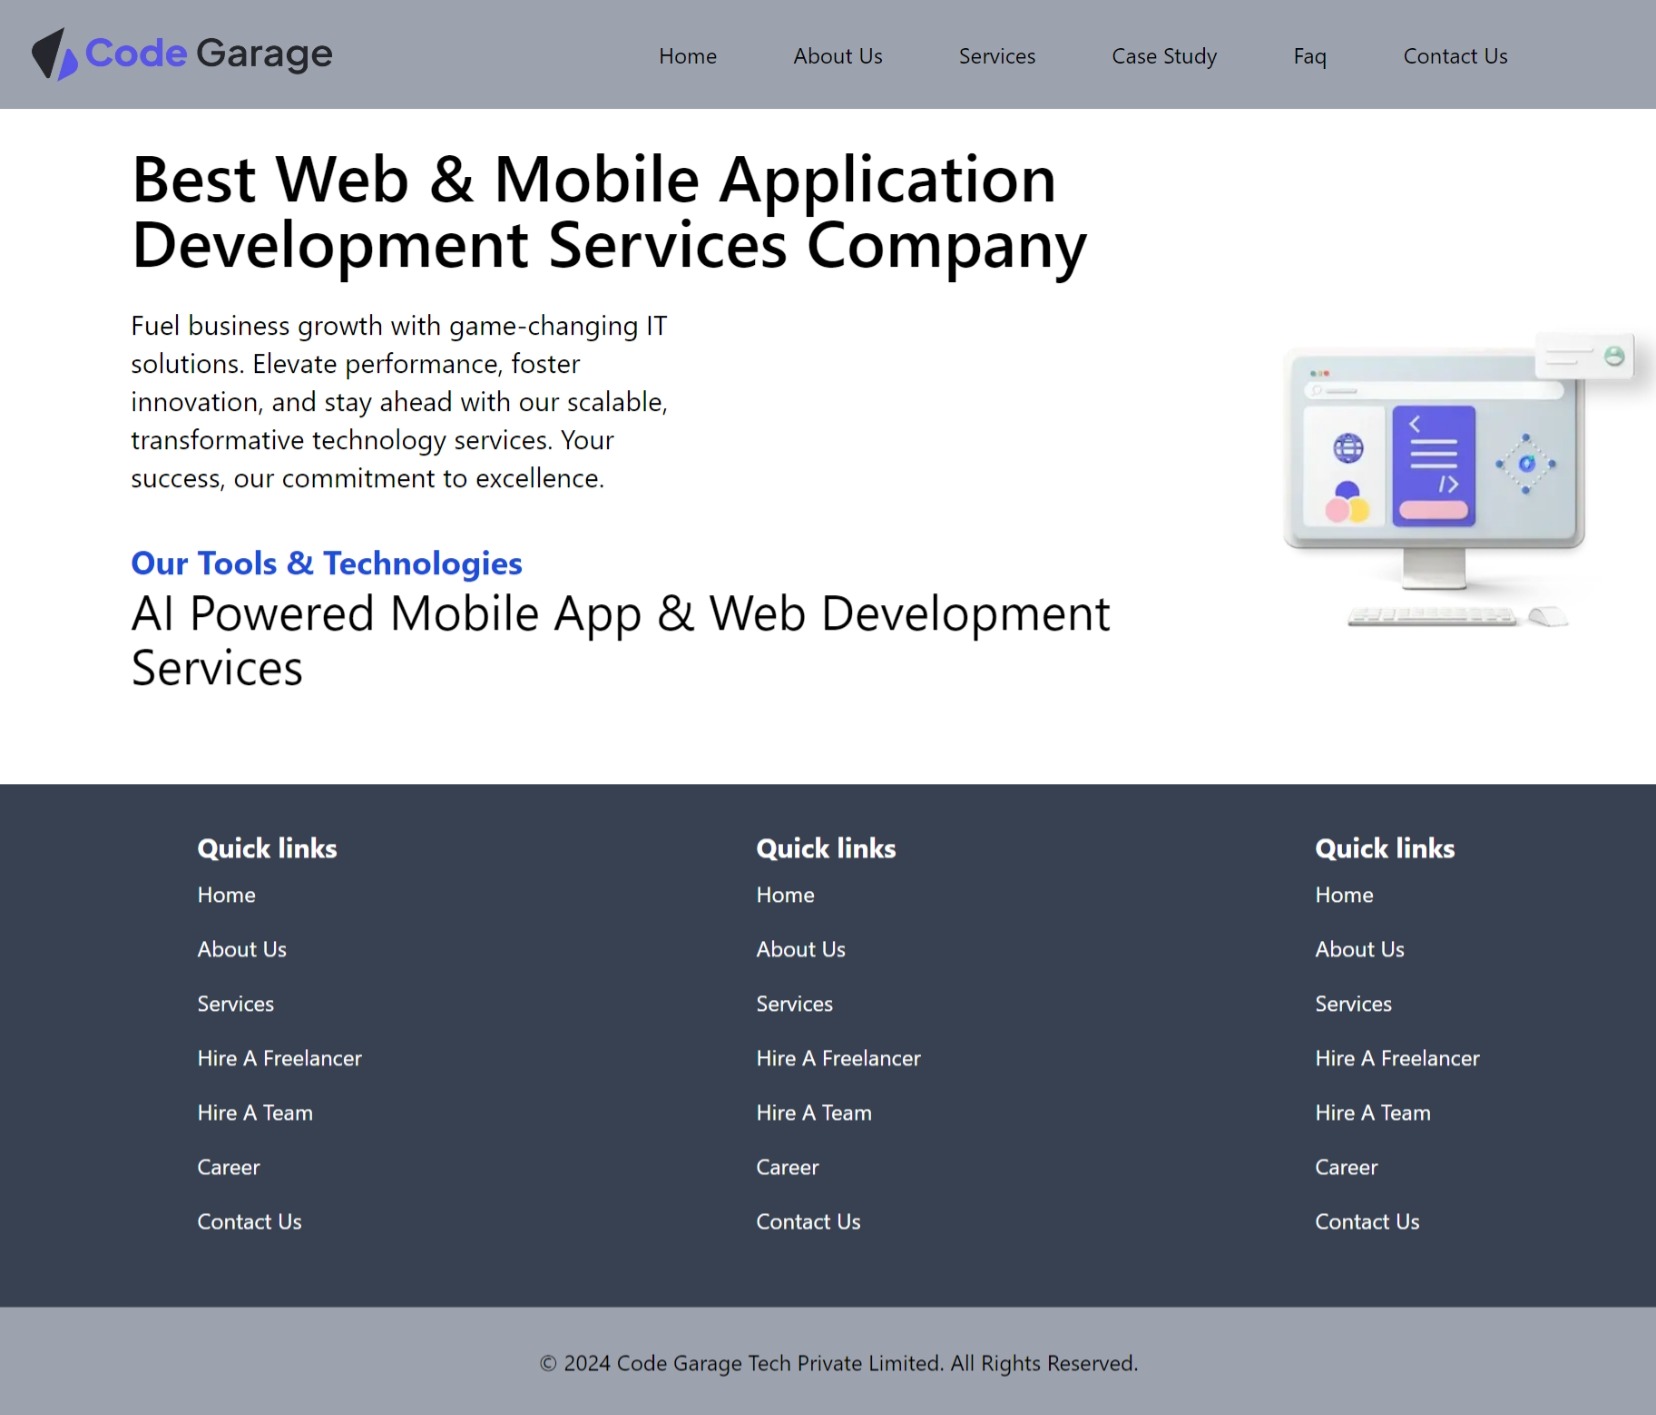 Code Garage
Home
About Us
Services
Case Study
Faq
Contact Us
Best Web & Mobile Application
Development Services Company
Fuel business growth with game-changing IT
solutions. Elevate performance, foster
innovation, and stay ahead with our scalable,
transformative technology services. Your
success, our commitment to excellence.
Our Tools & Technologies
AI Powered Mobile App & Web Development
Services
Quick links
Home
About Us
Services
Hire A Freelancer
Hire A Team
Career
Contact Us
Quick links
Home
About Us
Services
Hire A Freelancer
Hire A Team
Career
Contact Us
Quick links
Home
About Us
Services
Hire A Freelancer
Hire A Team
Career
Contact Us
© 2024 Code Garage Tech Private Limited. All Rights Reserved.